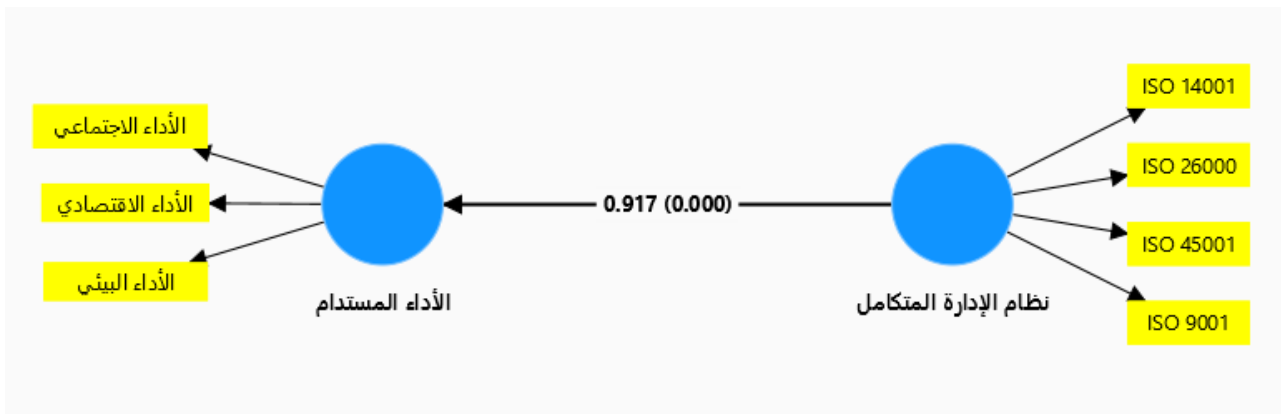 ISO 14001
ISO 26000
ISO 45001
ISO 9001
نظام الإدارة المتكامل
0.917 (0.000)
الأداء الاجتماعي
الأداء الاقتصادي
الأداء البيئي
الأداء المستدام